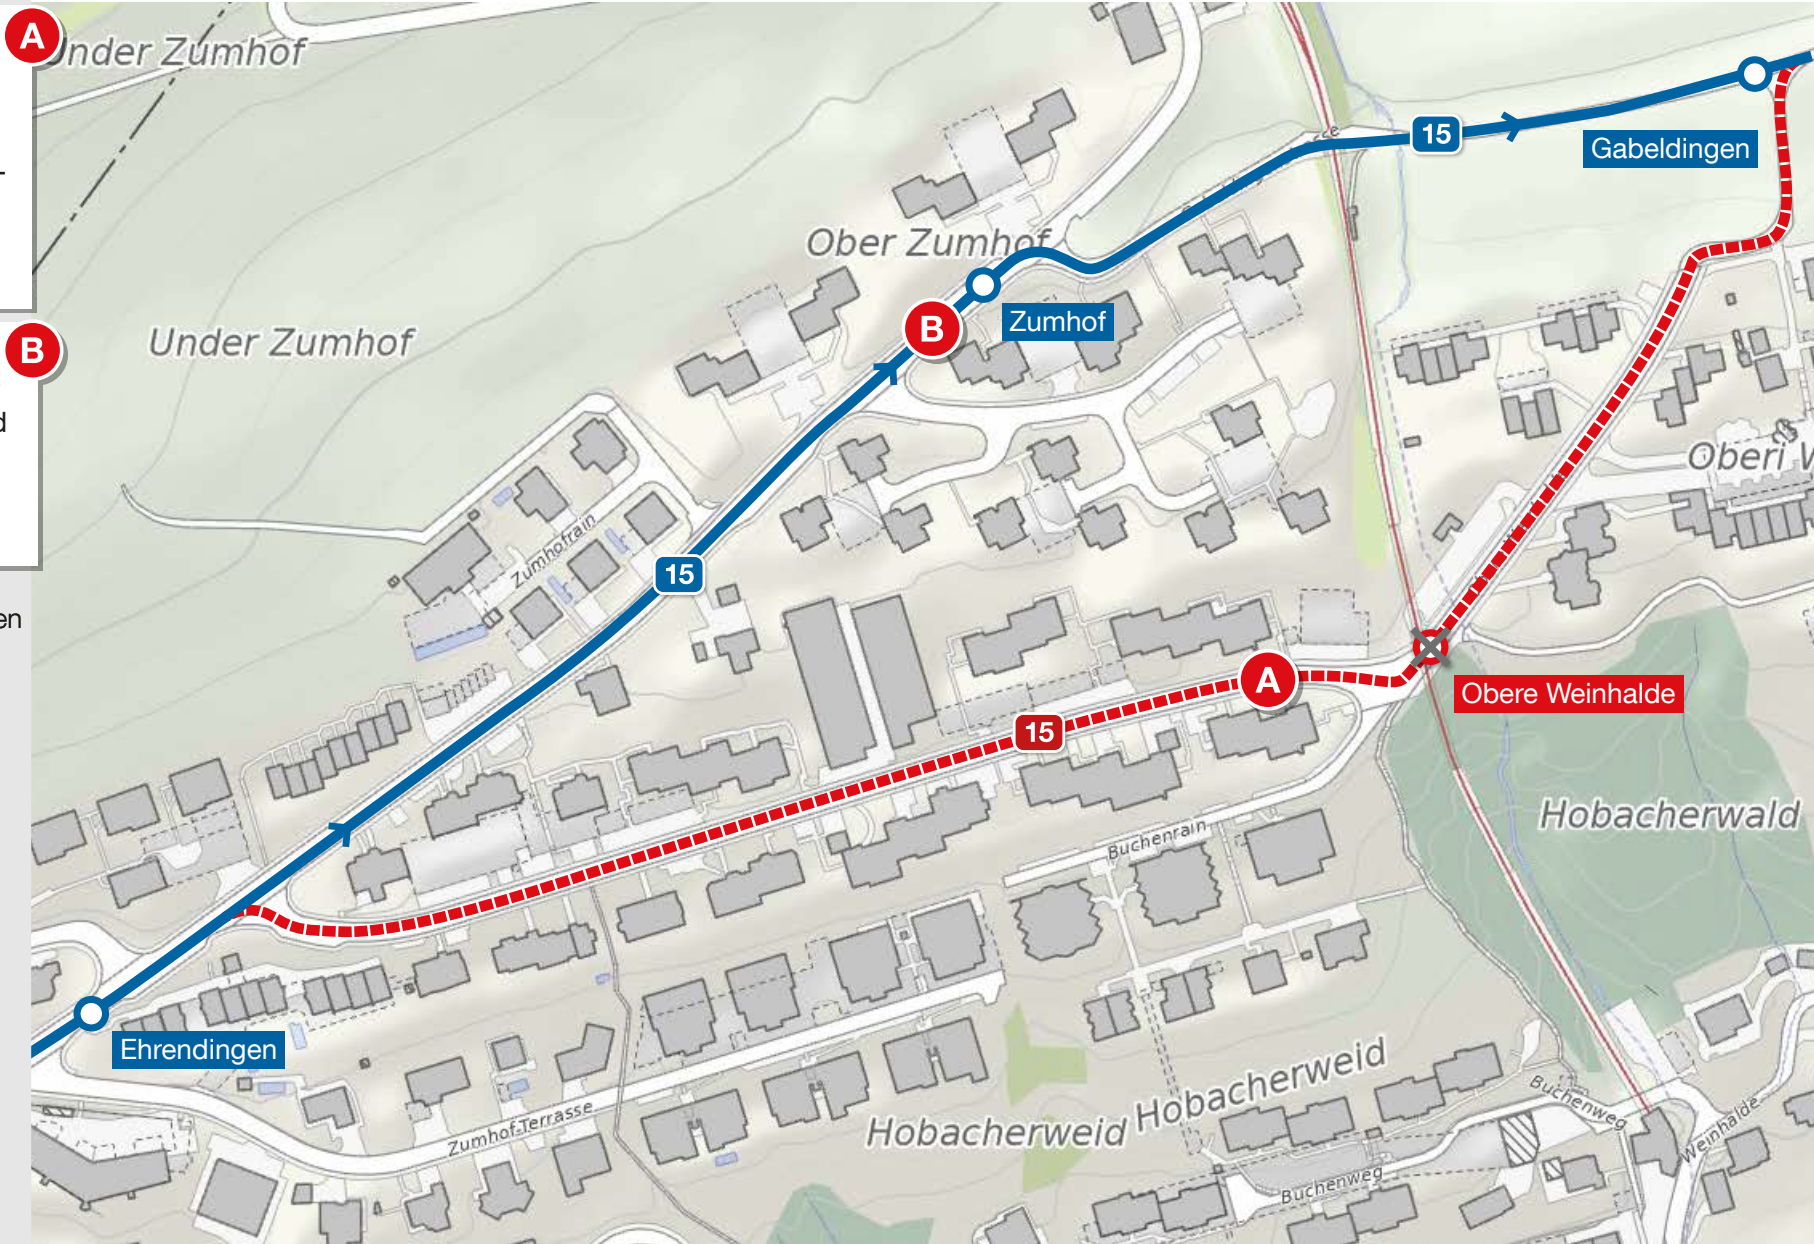 A
Under Zumhof
-
B
d
en
Under Zumhof
Ober Zumhof
B
Zumhof
15
Gabeldingen
Zumhofrain
15
Oberi W
A
15
Obere Weinhalde
Hobacherwald
Buchenrain
Ehrendingen
Zumhof-Terrasse
Hobacherweid
Hobacherweid
Buchenweg
Buchenweg
Weinhalde